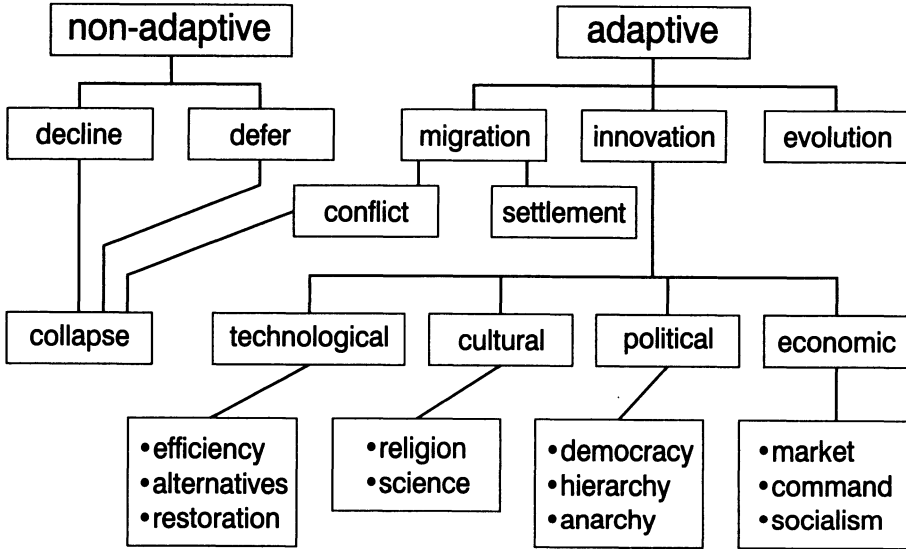 non-adaptive
adaptive
decline
defer
migration
innovation
evolution
conflict
settlement
collapse
technological
cultural
political
economic
•efficiency
•alternatives
•restoration
•religion
•science
•democracy
•hierarchy
•anarchy
•market
•command
•socialism